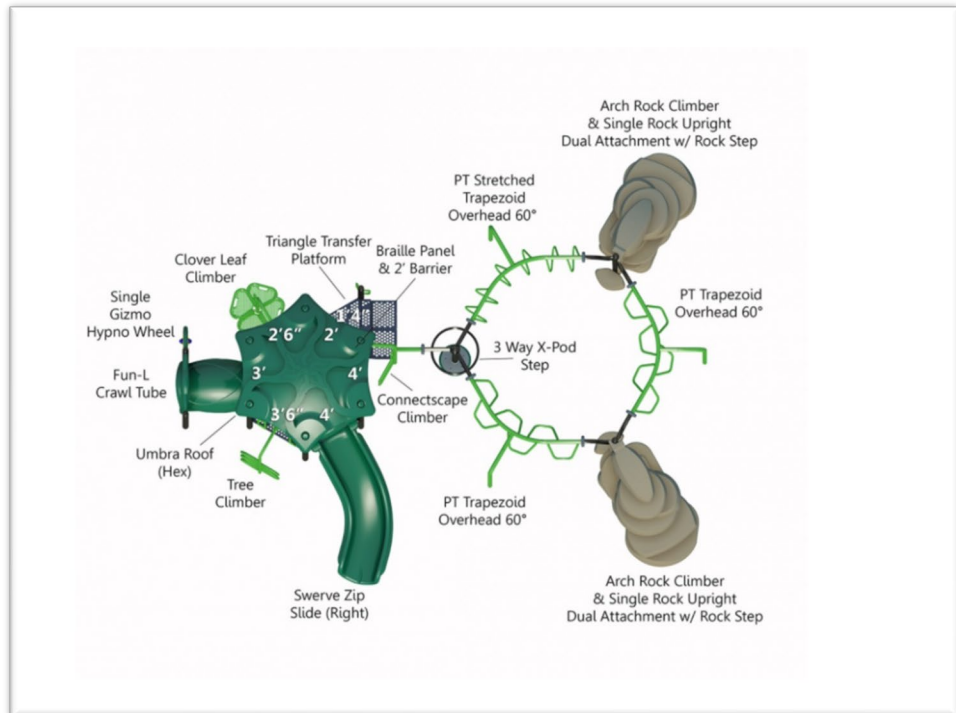 Arch Rock Climber
& Single Rock Upright
Dual Attachment w/ Rock Step
PT Stretched
Trapezoid
Overhead 60°
Triangle Transfer
Platform
Braille Panel
& 2' Barrier
Clover Leaf
Climber
Single
Gizmo
Hypno Wheel
PT Trapezoid
Overhead 60°
1'4"
2'6"
2'
3 Way X-Pod
Step
Fun-L
Crawl Tube
3'
4'
Connectscape
Climber
3'6"
4'
Umbra Roof
(Hex)
Tree
Climber
PT Trapezoid
Overhead 60°
Swerve Zip
Slide (Right)
Arch Rock Climber
& Single Rock Upright
Dual Attachment w/ Rock Step